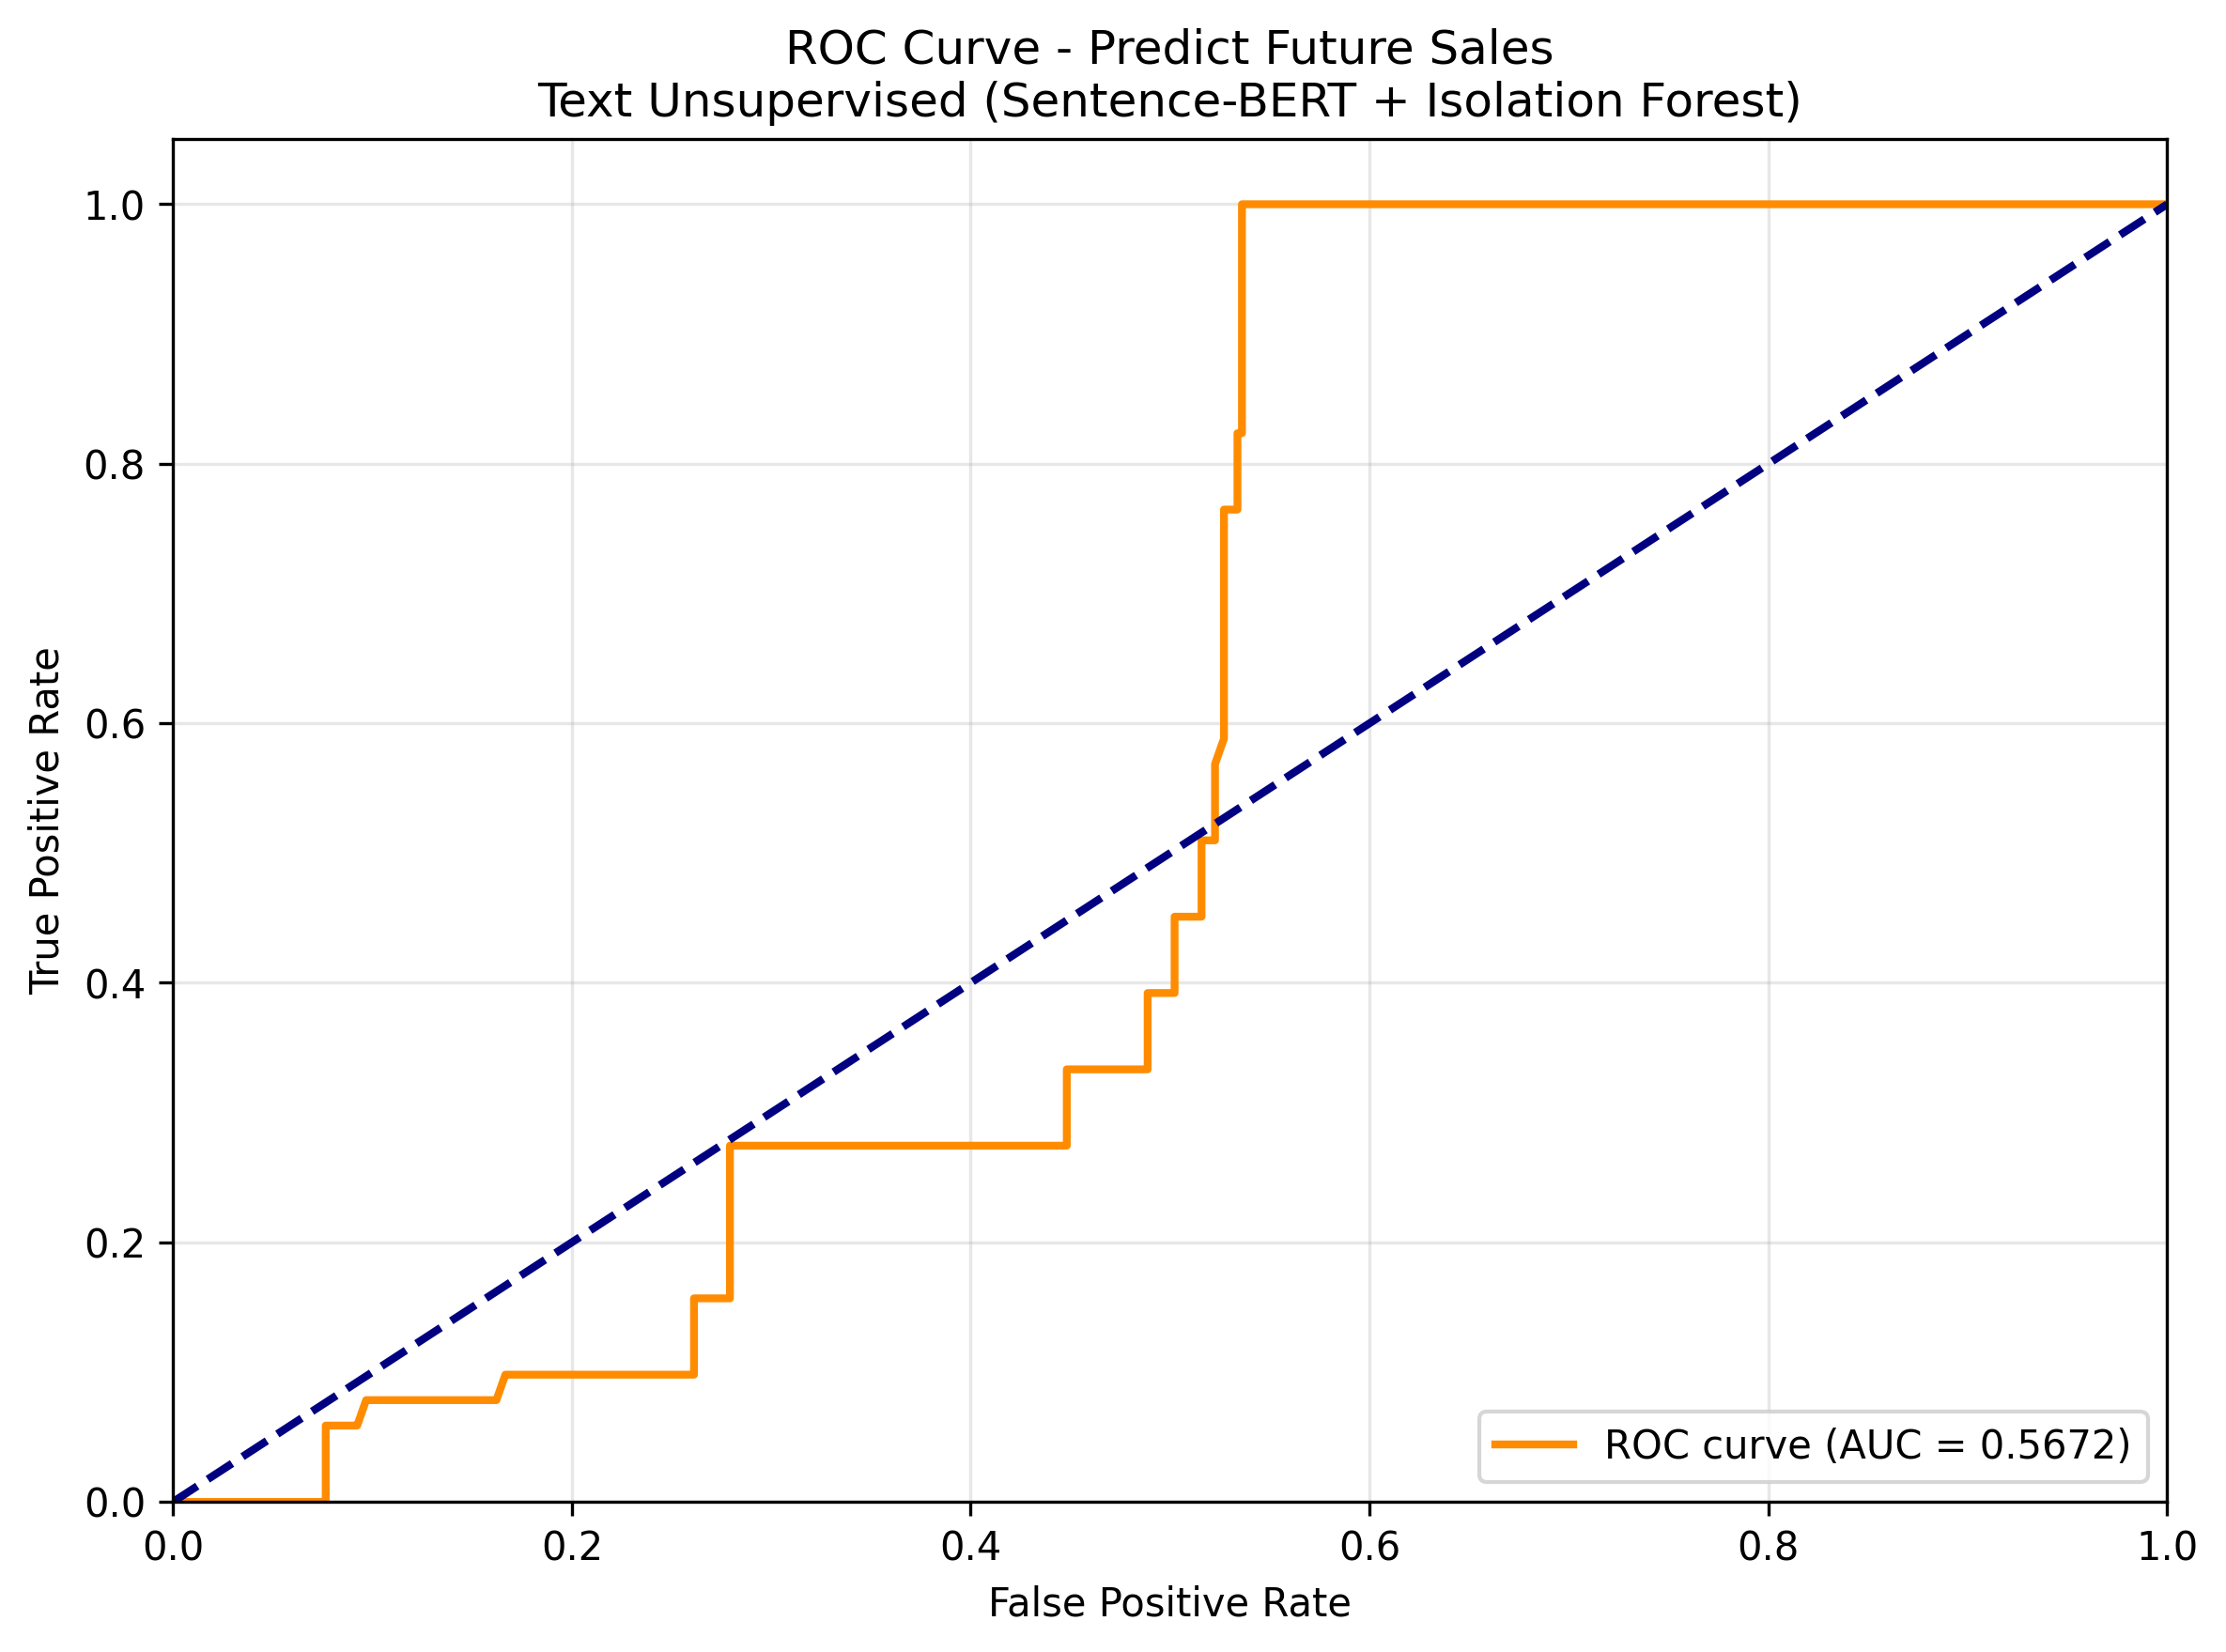 ROC Curve - Predict Future Sales
Text Unsupervised (Sentence-BERT + Isolation Forest)
True Positive Rate
1.0
0.8
0.6
0.4
0.2
0.0
0.0 0.2 0.4 0.6 0.8 1.0
False Positive Rate
ROC curve (AUC = 0.5672)